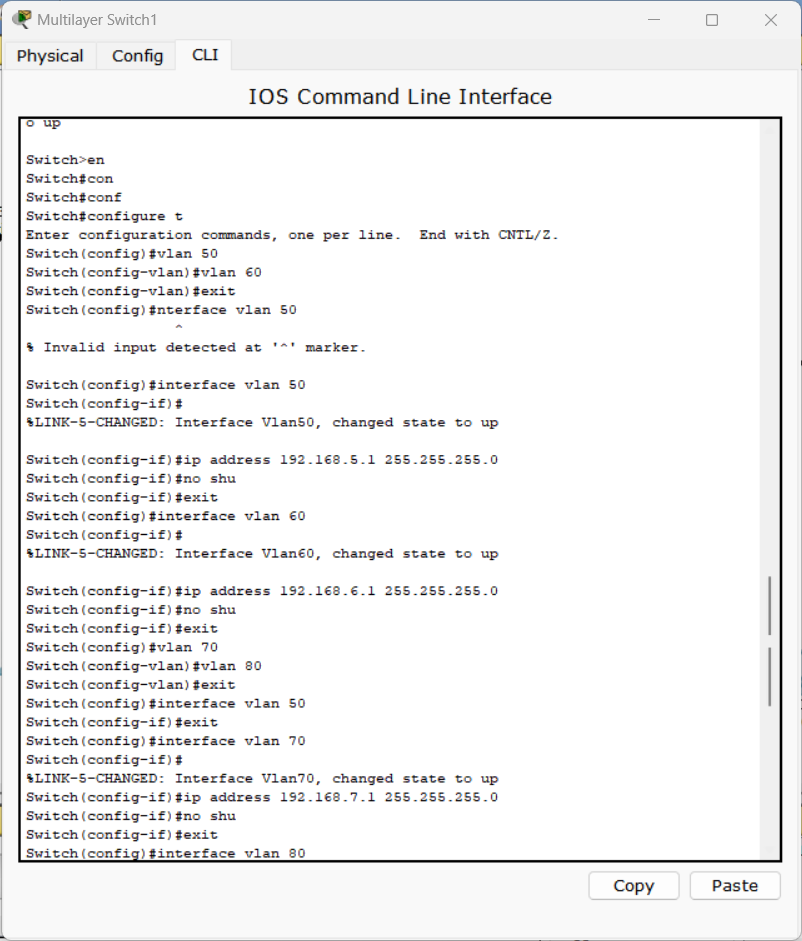 Multilayer Switch1
Physical Config CLI
IOS Command Line Interface
o up
Switch>en
Switch#con
Switch#conf
Switch#configure t
Enter configuration commands, one per line.  End with CNTL/Z.
Switch(config)#vlan 50
Switch(config-vlan)#vlan 60
Switch(config-vlan)#exit
Switch(config)#nterface vlan 50
^
% Invalid input detected at '^' marker.
Switch(config)#interface vlan 50
Switch(config-if)#
%LINK-5-CHANGED: Interface Vlan50, changed state to up
Switch(config-if)#ip address 192.168.5.1 255.255.255.0
Switch(config-if)#no shu
Switch(config-if)#exit
Switch(config)#interface vlan 60
Switch(config-if)#
%LINK-5-CHANGED: Interface Vlan60, changed state to up
Switch(config-if)#ip address 192.168.6.1 255.255.255.0
Switch(config-if)#no shu
Switch(config-if)#exit
Switch(config)#vlan 70
Switch(config-vlan)#vlan 80
Switch(config-vlan)#exit
Switch(config)#interface vlan 50
Switch(config-if)#exit
Switch(config)#interface vlan 70
Switch(config-if)#
%LINK-5-CHANGED: Interface Vlan70, changed state to up
Switch(config-if)#ip address 192.168.7.1 255.255.255.0
Switch(config-if)#no shu
Switch(config-if)#exit
Switch(config)#interface vlan 80
Copy Paste